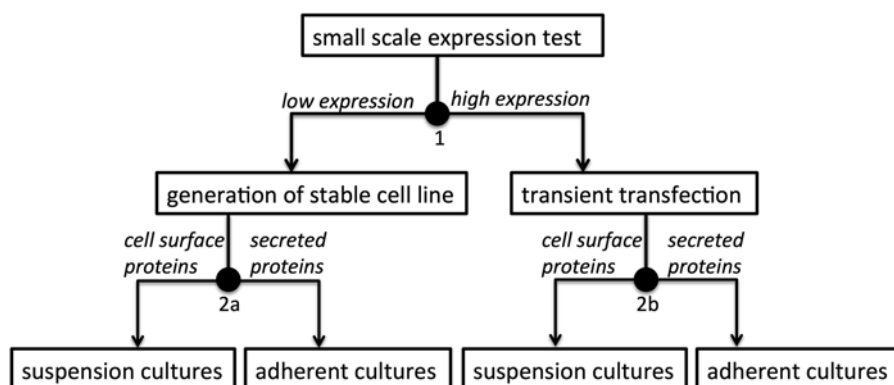 small scale expression test
low expression
high expression
1
generation of stable cell line
transient transfection
cell surface
proteins
secreted
proteins
cell surface
proteins
secreted
proteins
2a
2b
suspension cultures
adherent cultures
suspension cultures
adherent cultures